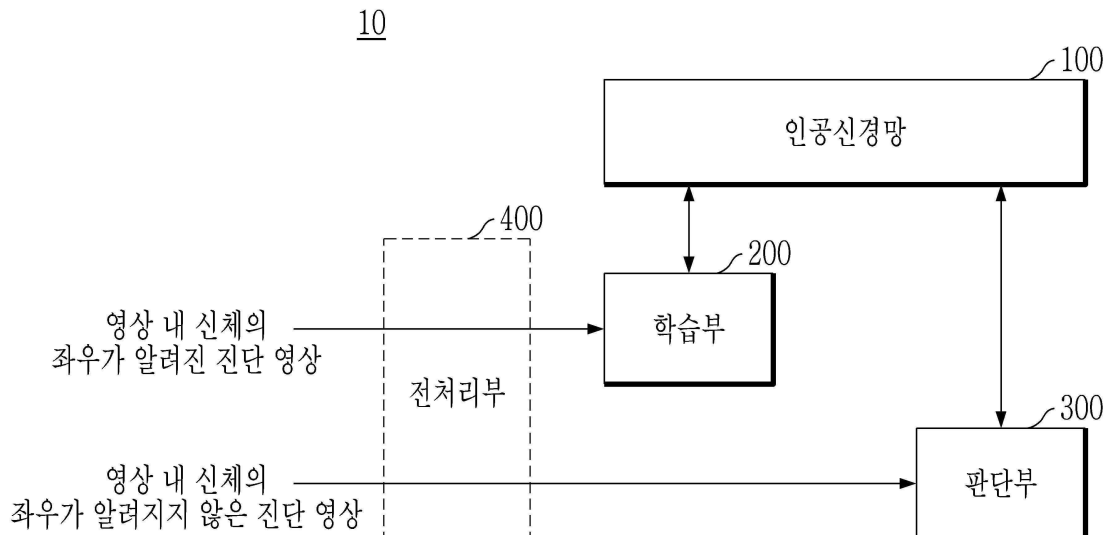 10
100
인공신경망
400
200
영상 내 신체의
좌우가 알려진 진단 영상
학습부
전처리부
300
영상 내 신체의
좌우가 알려지지 않은 진단 영상
판단부